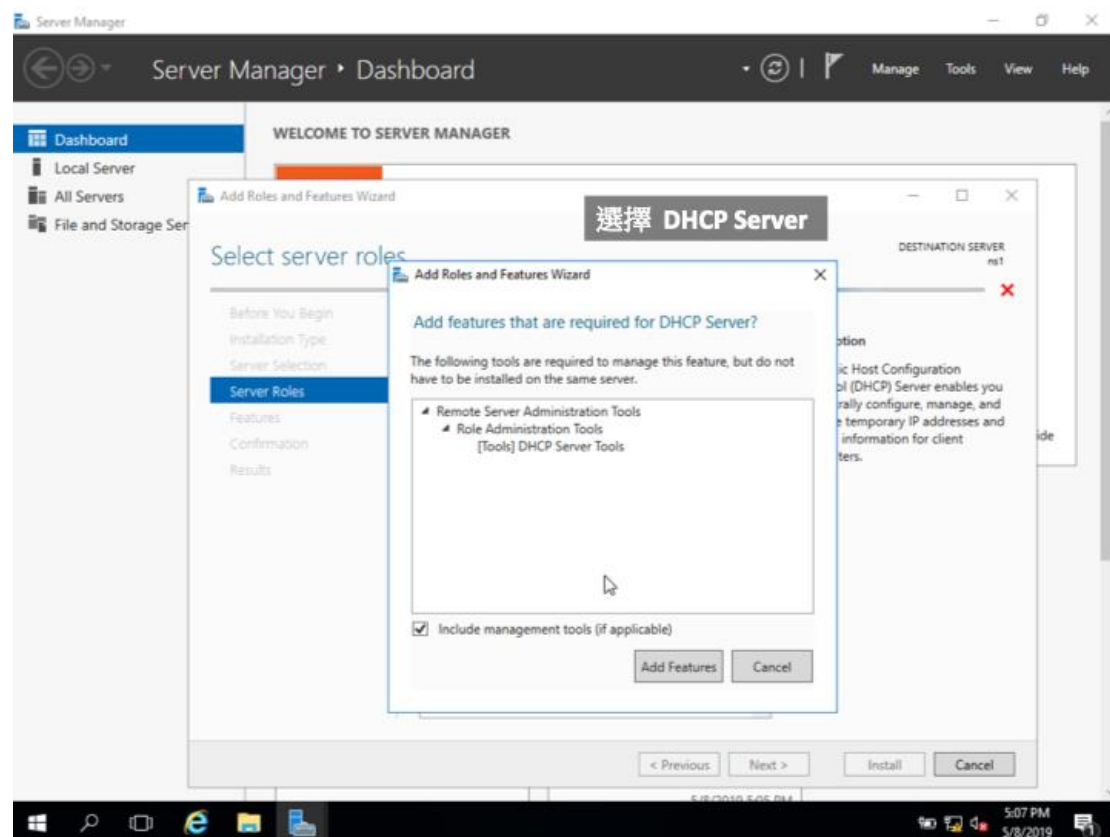 Server Manager
Server Manager • Dashboard
Manage Tools View Help
Dashboard
Local Server
All Servers
File and Storage Ser
WELCOME TO SERVER MANAGER
Add Roles and Features Wizard
選擇 DHCP Server
Select server roles
DESTINATION SERVER
ns1
Before You Begin
Installation Type
Server Selection
Server Roles
Features
Confirmation
Results
Add Roles and Features Wizard
Add features that are required for DHCP Server?
The following tools are required to manage this feature, but do not
have to be installed on the same server.
Remote Server Administration Tools
Role Administration Tools
[Tools] DHCP Server Tools
Include management tools (if applicable)
Add Features Cancel
ption
ic Host Configuration
ol (DHCP) Server enables you
rally configure, manage, and
e temporary IP addresses and
information for client
ters.
ide
< Previous Next > Install Cancel
5/8/2019 5:05 PM
5:07 PM
5/8/2019